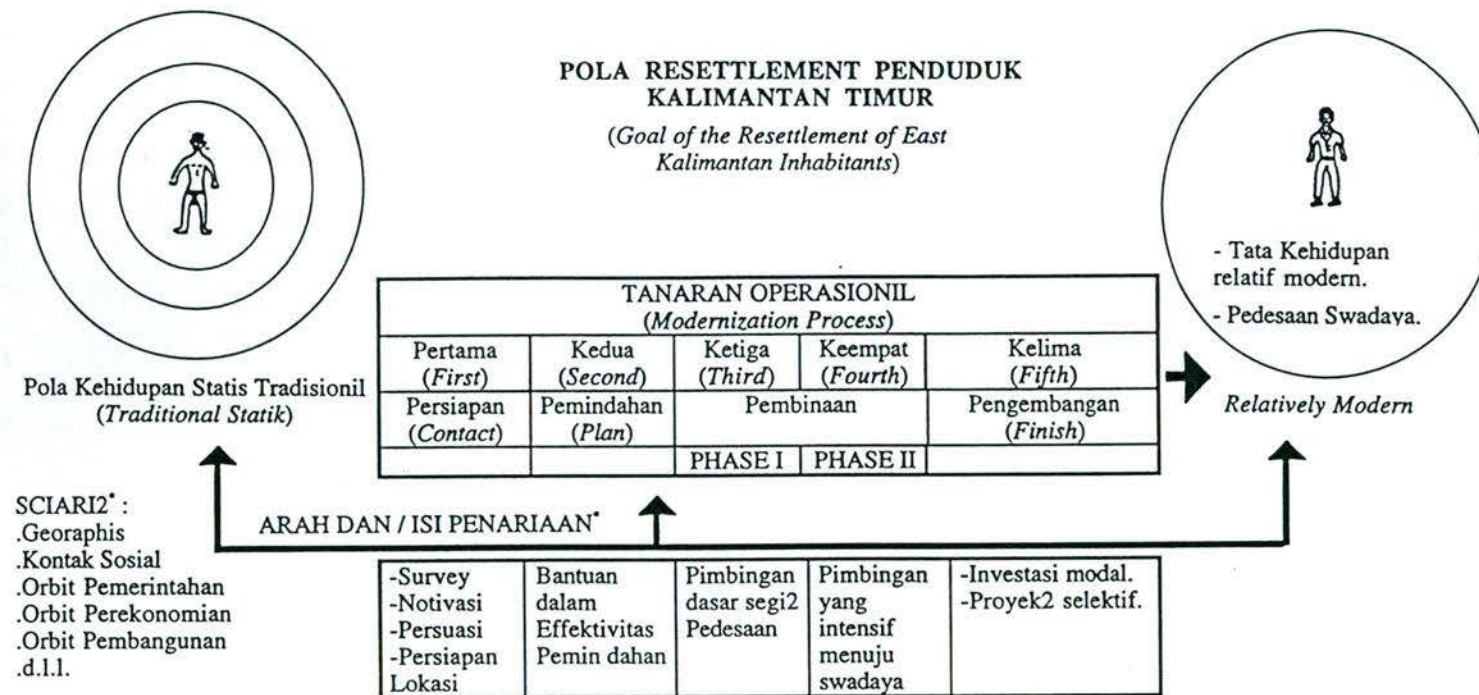 POLA RESETTLEMENT PENDUDUK
KALIMANTAN TIMUR
(Goal of the Resettlement of East
Kalimantan Inhabitants)
- Tata Kehidupan
relatif modern.
- Pedesaan Swadaya.
Relatively Modern
Pola Kehidupan Statis Tradisionil
(Traditional Statik)
TANARAN OPERASIONIL
(Modernization Process)
Pertama Kedua Ketiga Keempat Kelima
(First) (Second) (Third) (Fourth) (Fifth)
Persiapan Pemindahan Pembinaan Pengembangan
(Contact) (Plan) (Finish)
PHASE I PHASE II
SCIARI2* :
.Georaphis
.Kontak Sosial
.Orbit Pemerintahan
.Orbit Perekonomian
.Orbit Pembangunan
.d.l.l.
ARAH DAN / ISI PENARIAAN*
-Survey
-Notivasi
-Persuasi
-Persiapan
Lokasi
Bantuan
dalam
Effektivitas
Pemin dahan
Pimbingan
dasar segi2
Pedesaan
Pimbingan
yang
intensif
menuju
swadaya
-Investasi modal.
-Proyek2 selektif.